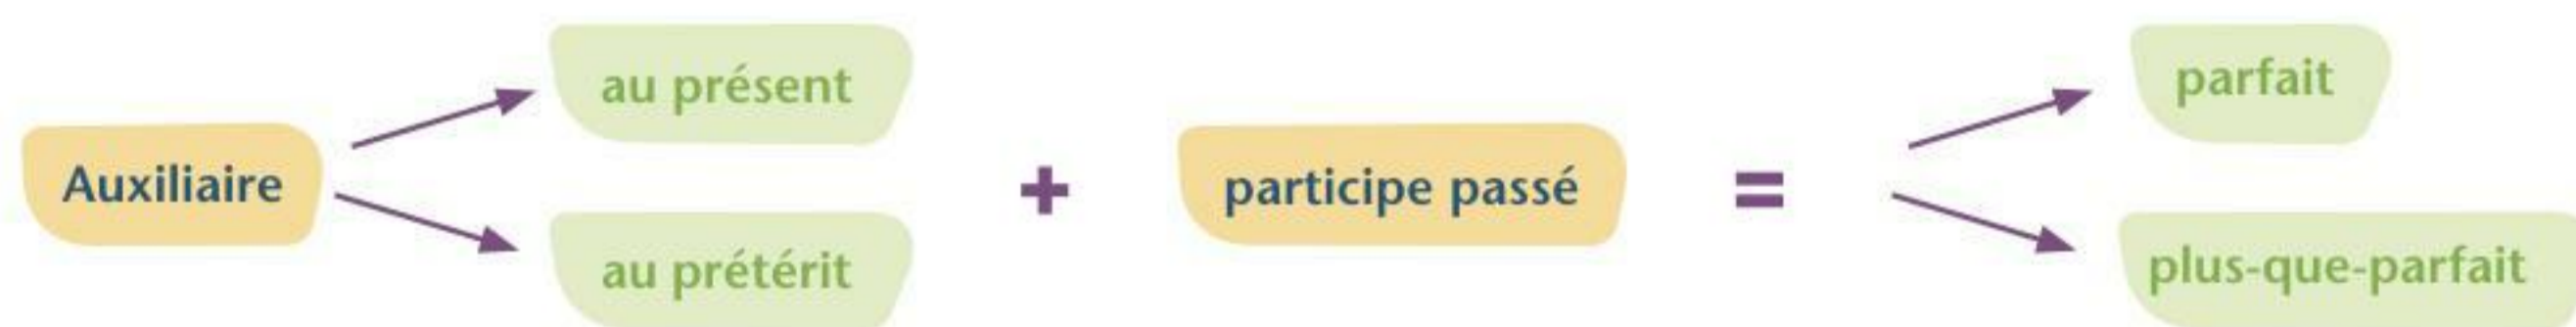 au présent
parfait
Auxiliaire
+
participe passé
=
au prétérit
plus-que-parfait